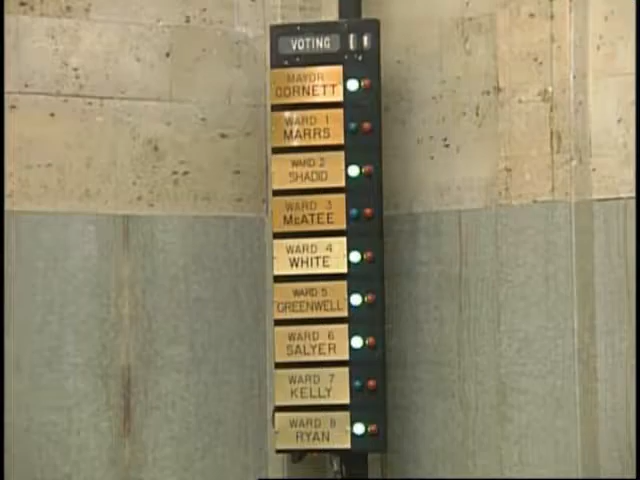 VOTING
MAYOR
CORNETT
WARD 1
MARRS
WARD 2
SHADID
WARD 3
McATEE
WARD 4
WHITE
WARD 5
GREENWELL
WARD 6
SALYER
WARD 7
KELLY
WARD 8
RYAN